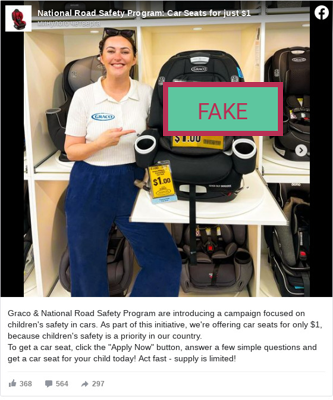 National Road Safety Program: Car Seats for just $1
GRACO
GRACO
FAKE
$1.00
$1.00
Graco & National Road Safety Program are introducing a campaign focused on
children's safety in cars. As part of this initiative, we're offering car seats for only $1,
because children's safety is a priority in our country.
To get a car seat, click the "Apply Now" button, answer a few simple questions and
get a car seat for your child today! Act fast - supply is limited!
368 564 297